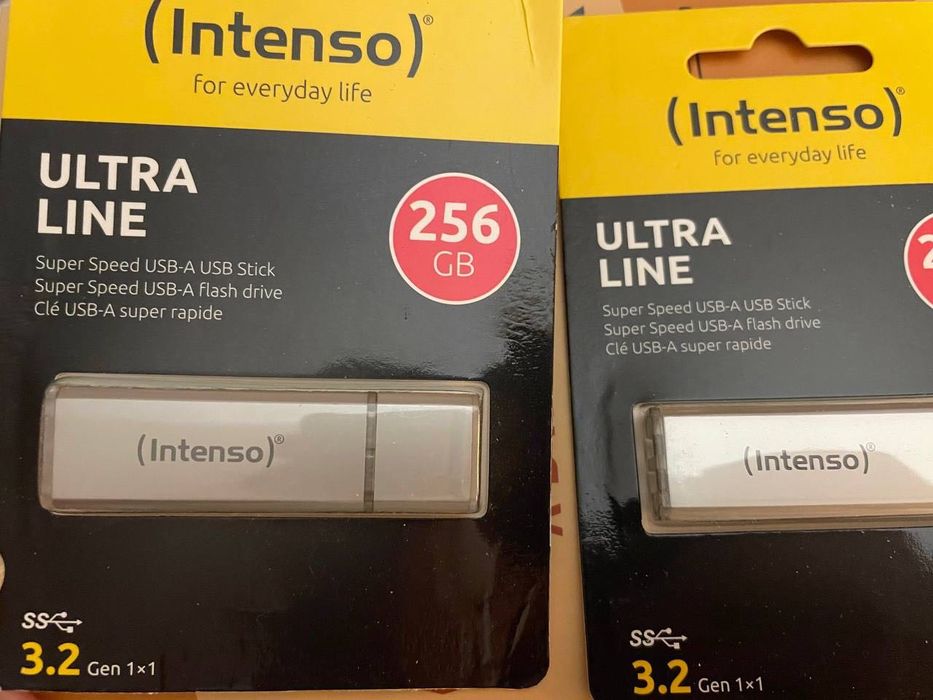 (Intenso)®
for everyday life
ULTRA
LINE
256
GB
Super Speed USB-A USB Stick
Super Speed USB-A flash drive
Clé USB-A super rapide
(Intenso)®
SS
3.2 Gen 1×1
(Intenso)®
for everyday life
ULTRA
LINE
2
Super Speed USB-A USB Stick
Super Speed USB-A flash drive
Clé USB-A super rapide
(Intenso)®
SS
3.2 Gen 1×1